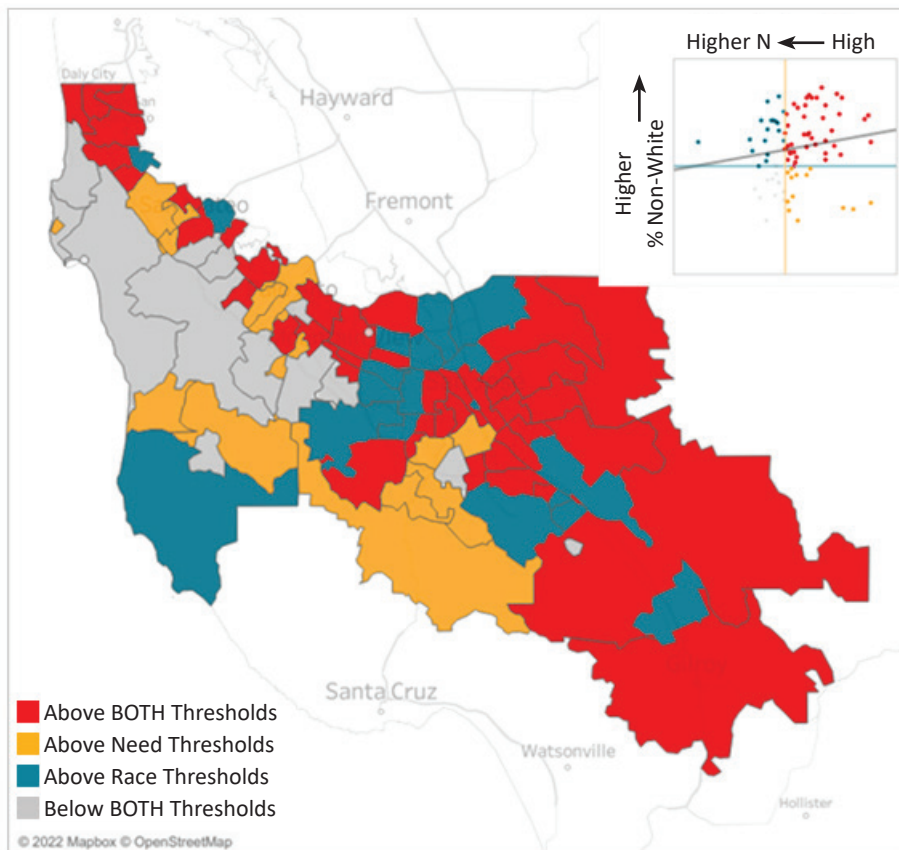 Higher N ← High
Higher
% Non-White
Daly City
Hayward
Fremont
Santa Cruz
Watsonville
Hollister
Above BOTH Thresholds
Above Need Thresholds
Above Race Thresholds
Below BOTH Thresholds
© 2022 Mapbox © OpenStreetMap